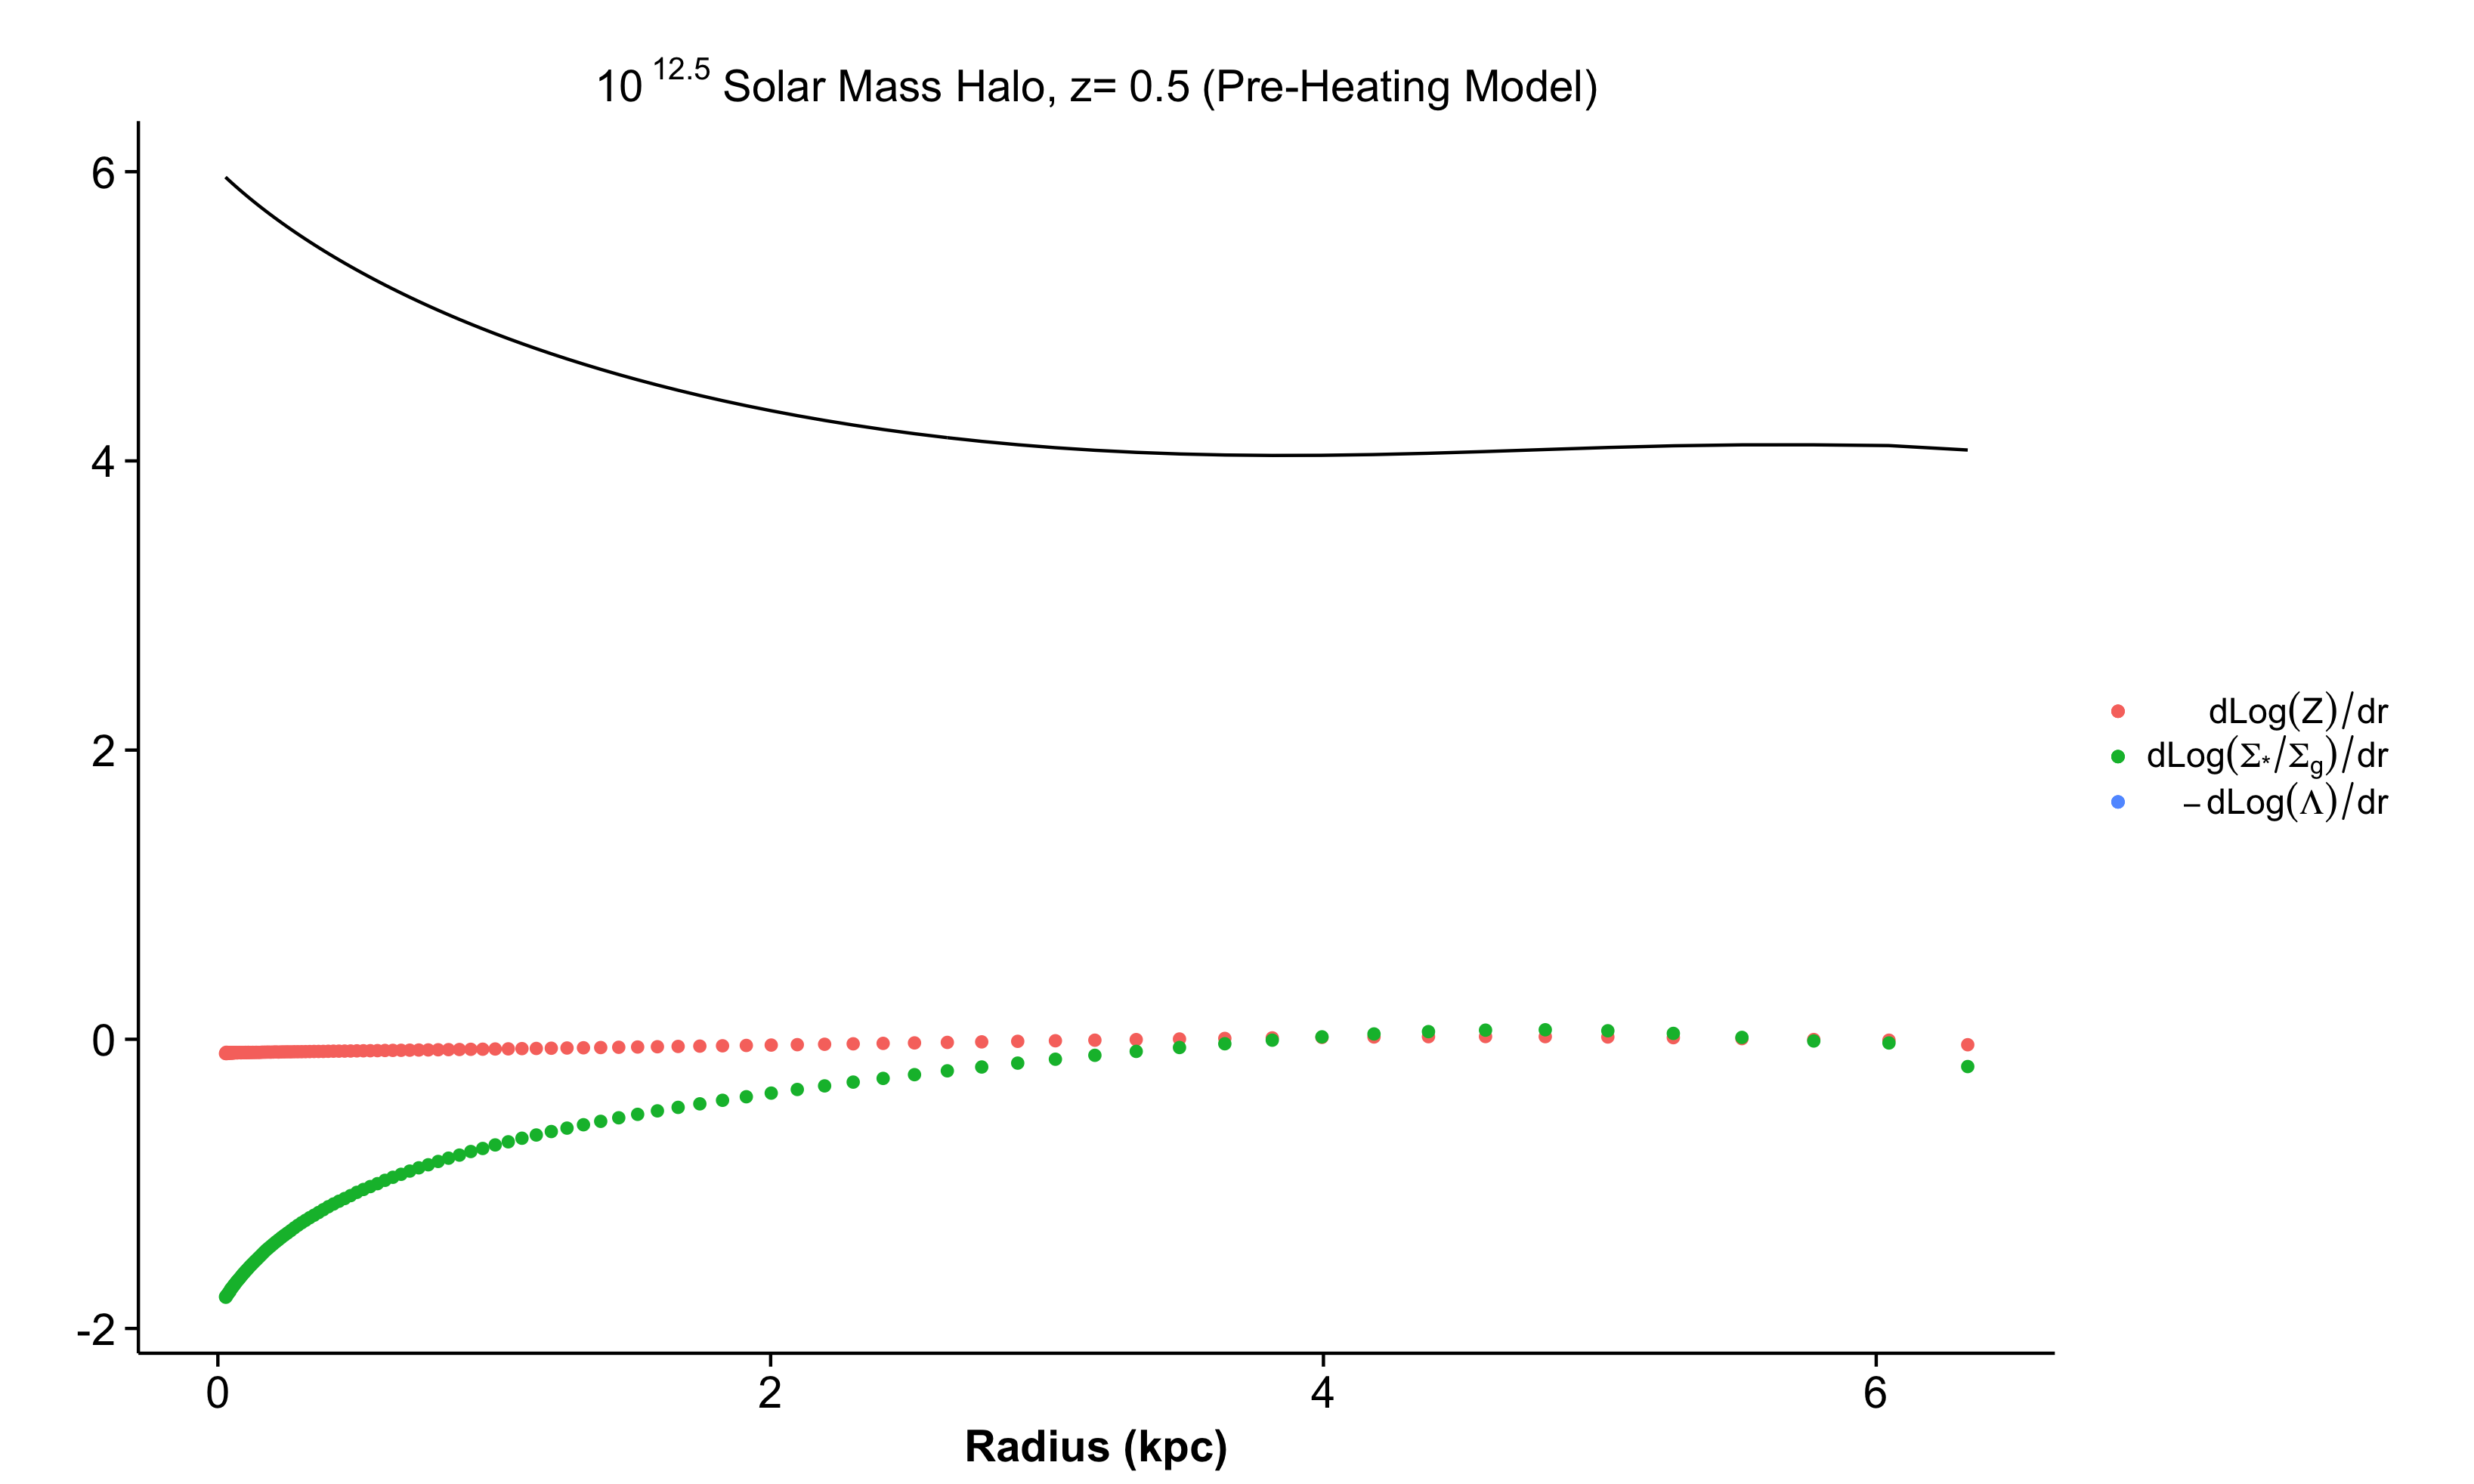 10 12.5 Solar Mass Halo, z= 0.5 (Pre-Heating Model)
6
4
2
0
-2
0 2 4 6
Radius (kpc)
dLog(Z)/dr
dLog(Σ*/Σg)/dr
−dLog(Λ)/dr